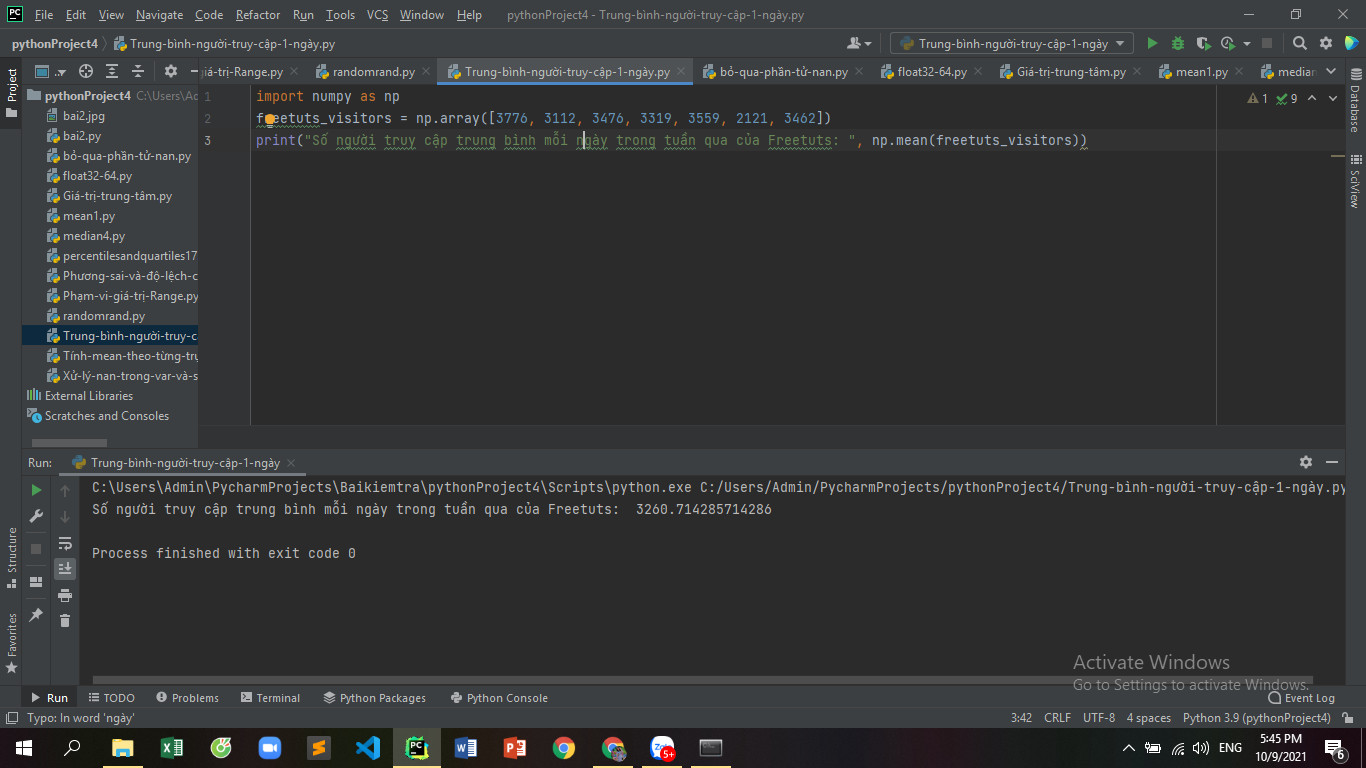 PC File Edit View Navigate Code Refactor Run Tools VCS Window Help pythonProject4 - Trung-bình-người-truy-cập-1-ngày.py
pythonProject4 Trung-bình-người-truy-cập-1-ngày.py Trung-bình-người-truy-cập-1-ngày
Project
iá-trị-Range.py randomrand.py Trung-bình-người-truy-cập-1-ngày.py bỏ-qua-phần-tử-nan.py float32-64.py Giá-trị-trung-tâm.py mean1.py median
pythonProject4 C:\Users\Ad
bai2.jpg
bai2.py
bỏ-qua-phần-tử-nan.py
float32-64.py
Giá-trị-trung-tâm.py
mean1.py
median4.py
percentilesandquartiles17
Phương-sai-và-độ-lệch-c
Phạm-vi-giá-trị-Range.py
randomrand.py
Trung-bình-người-truy-c
Tính-mean-theo-từng-trụ
Xử-lý-nan-trong-var-và-s
External Libraries
Scratches and Consoles
1 import numpy as np
2 freetuts_visitors = np.array([3776, 3112, 3476, 3319, 3559, 2121, 3462])
3 print("Số người truy cập trung bình mỗi ngày trong tuần qua của Freetuts: ", np.mean(freetuts_visitors))
1 9
Database
SciView
Run: Trung-bình-người-truy-cập-1-ngày
C:\Users\Admin\PycharmProjects\Baikiemtra\pythonProject4\Scripts\python.exe C:/Users/Admin/PycharmProjects/pythonProject4/Trung-bình-người-truy-cập-1-ngày.py
Số người truy cập trung bình mỗi ngày trong tuần qua của Freetuts:  3260.714285714286
Process finished with exit code 0
Structure
Favorites
Activate Windows
Go to Settings to activate Windows.
Run TODO Problems Terminal Python Packages Python Console Event Log
Typo: In word 'ngày' 3:42 CRLF UTF-8 4 spaces Python 3.9 (pythonProject4)
5+ ENG 5:45 PM
10/9/2021 6